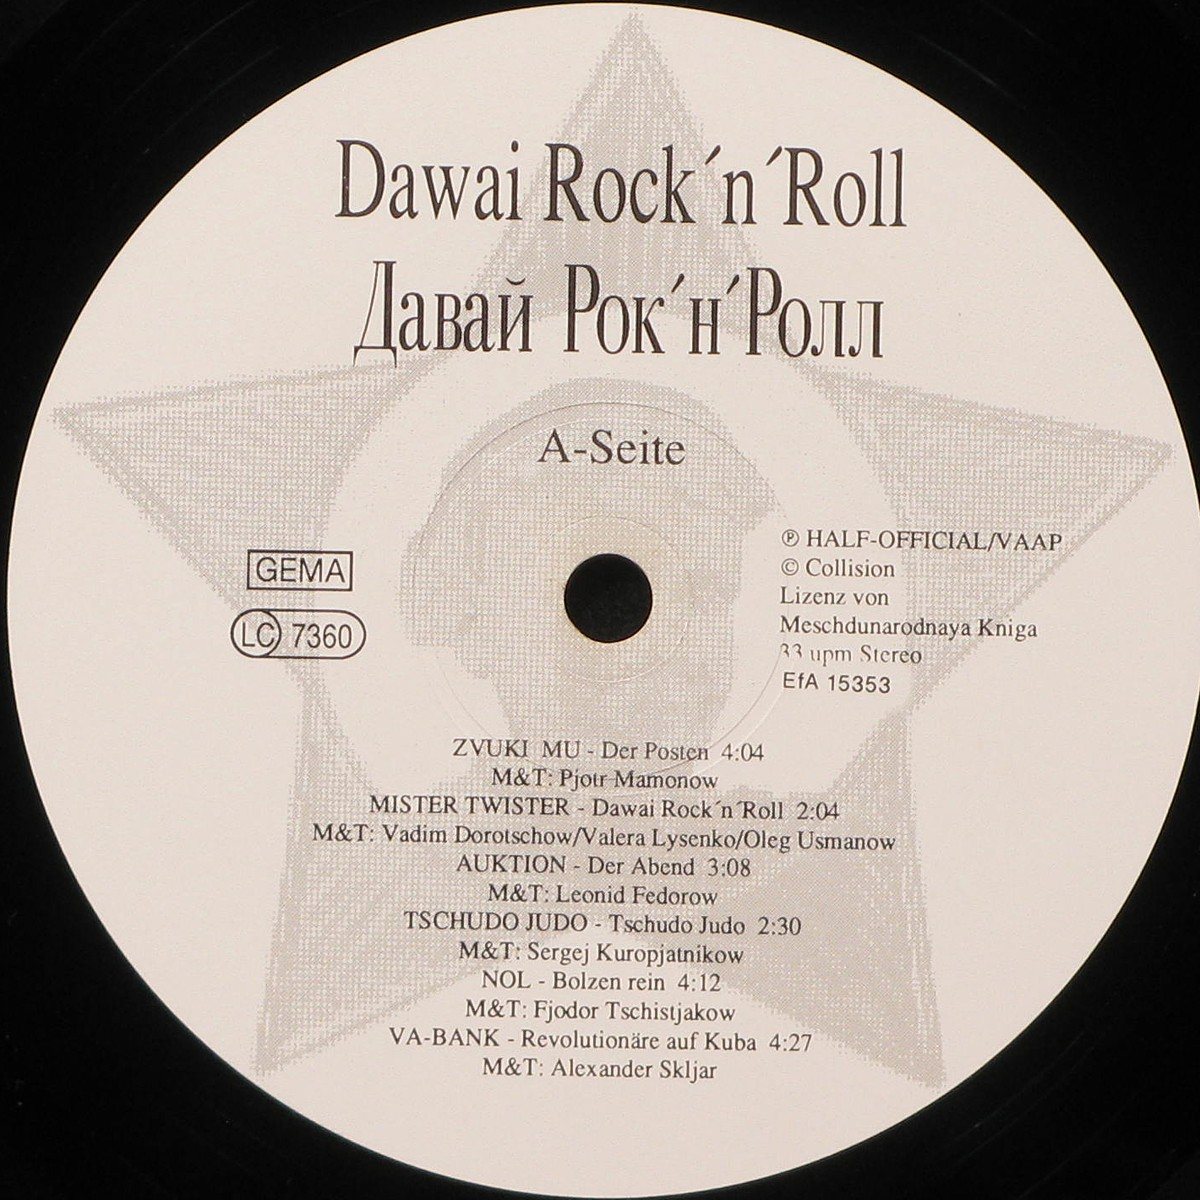 Dawai Rock´n´Roll
Давай Рок´н´Ролл
A-Seite
GEMA
LC 7360
℗ HALF-OFFICIAL/VAAP
© Collision
Lizenz von
Meschdunarodnaya Kniga
33 upm Stereo
EfA 15353
ZVUKI MU - Der Posten 4:04
M&T: Pjotr Mamonow
MISTER TWISTER - Dawai Rock´n´Roll 2:04
M&T: Vadim Dorotschow/Valera Lysenko/Oleg Usmanow
AUKTION - Der Abend 3:08
M&T: Leonid Fedorow
TSCHUDO JUDO - Tschudo Judo 2:30
M&T: Sergej Kuropjatnikow
NOL - Bolzen rein 4:12
M&T: Fjodor Tschistjakow
VA-BANK - Revolutionäre auf Kuba 4:27
M&T: Alexander Skljar